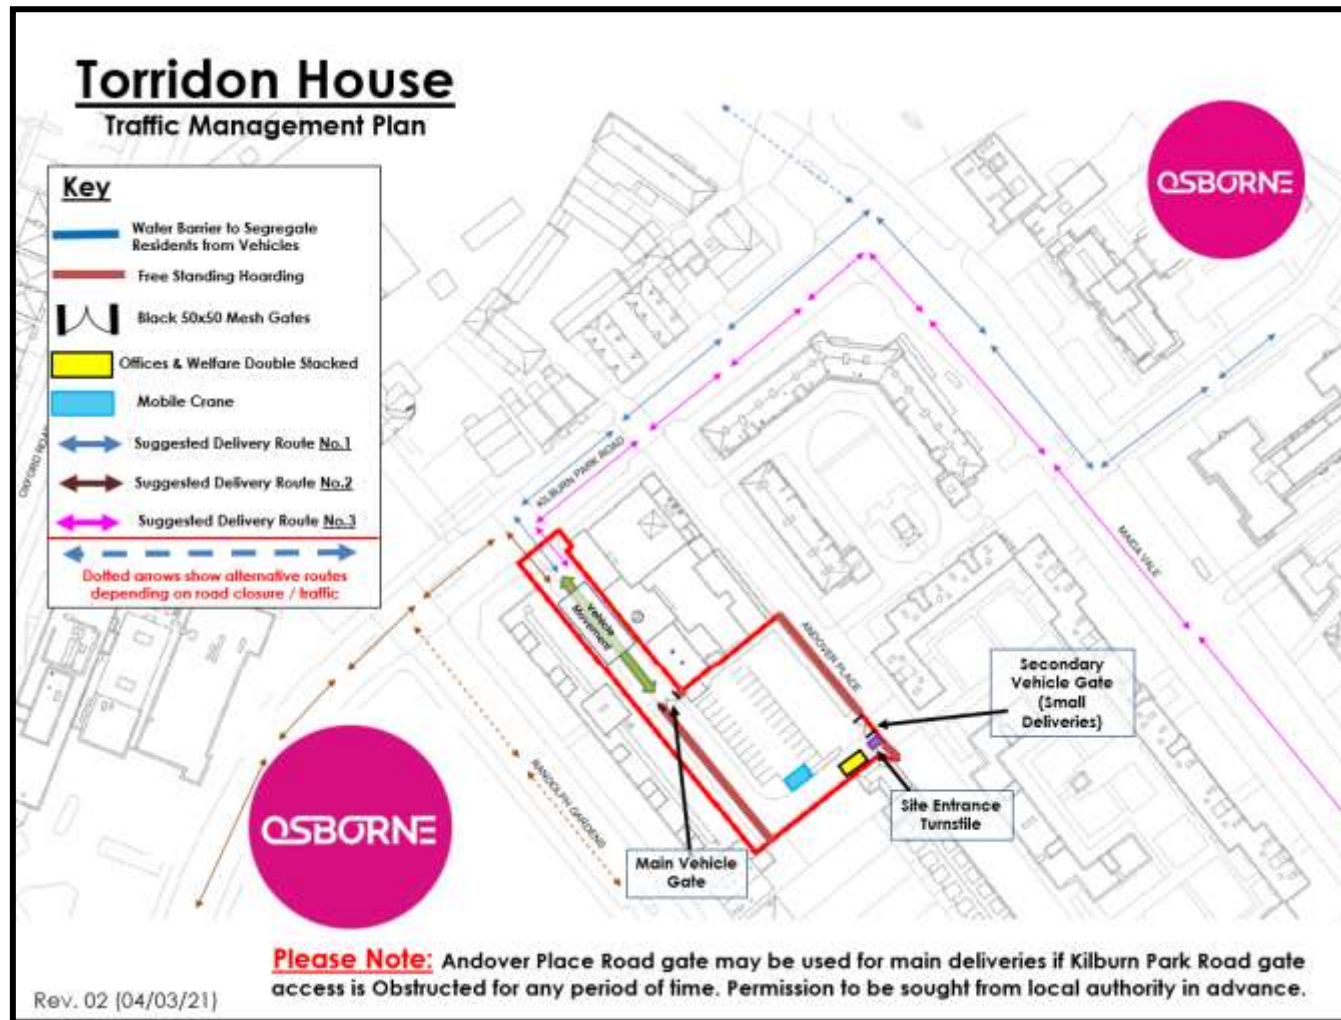 Torridon House
Traffic Management Plan
OSBORNE
Key
Water Barrier to Segregate
Residents from Vehicles
Free Standing Hoarding
Black 50x50 Mesh Gates
Offices & Welfare Double Stacked
Mobile Crane
Suggested Delivery Route No.1
Suggested Delivery Route No.2
Suggested Delivery Route No.3
Dotted arrows show alternative routes
depending on road closure / traffic
OXFORD ROAD
KILBURN PARK ROAD
MAIDA VALE
Vehicle
Movement
ANDOVER PLACE
Secondary
Vehicle Gate
(Small
Deliveries)
RANDOLPH GARDENS
Site Entrance
Turnstile
OSBORNE
Main Vehicle
Gate
Please Note: Andover Place Road gate may be used for main deliveries if Kilburn Park Road gate
access is Obstructed for any period of time. Permission to be sought from local authority in advance.
Rev. 02 (04/03/21)